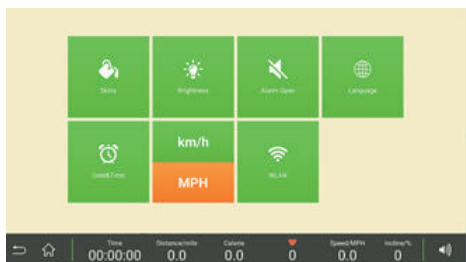 Skins
Brightness
Alarm Open
Language
Date&Time
km/h
MPH
WLAN
Time
00:00:00
Distance/mile
0.0
Calorie
0.0
0
Speed/MPH
0.0
Incline/%
0